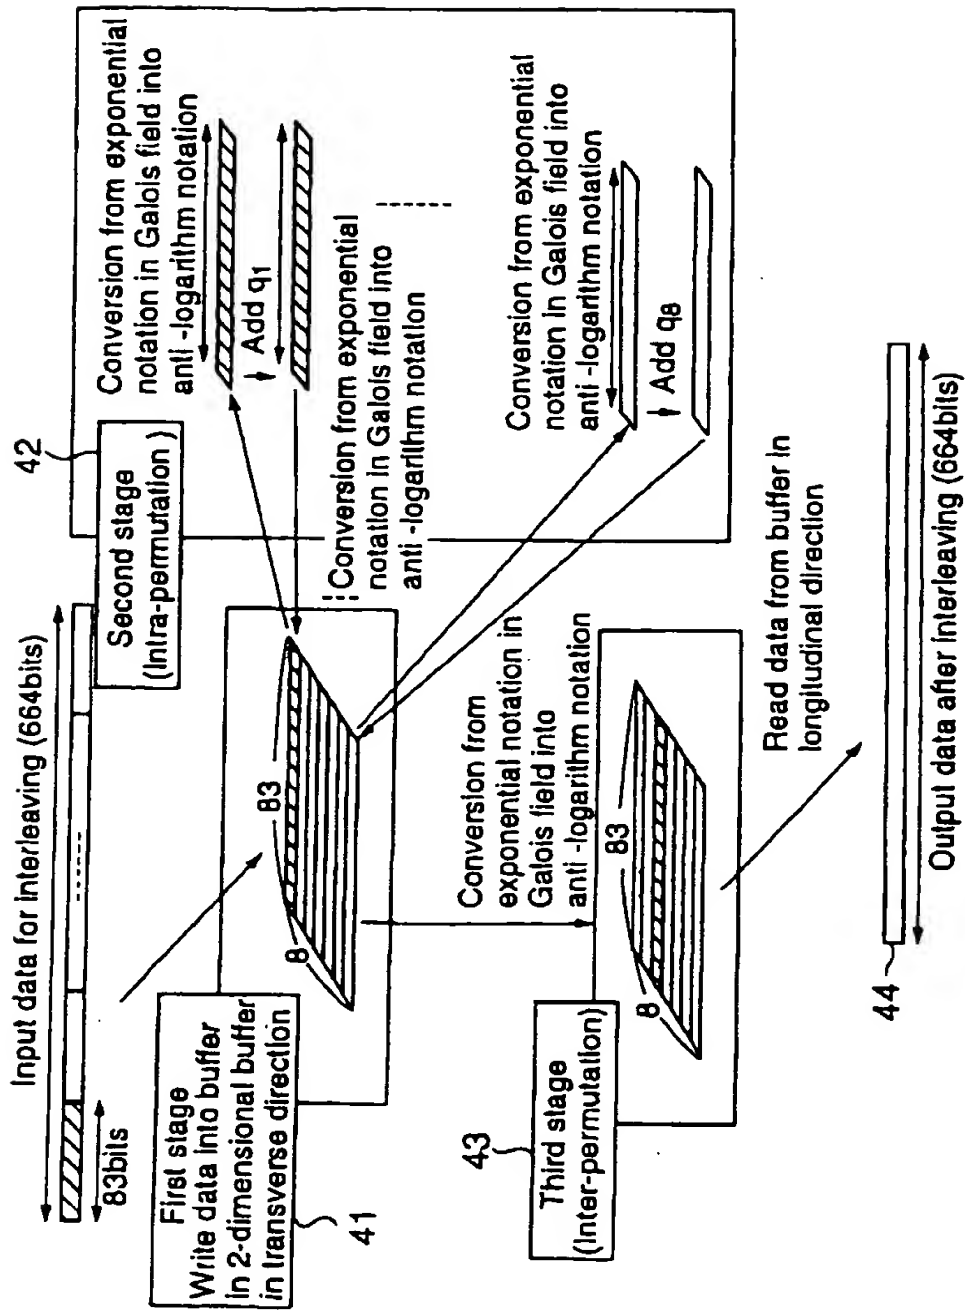 Input data for interleaving (664bits)
83bits
First stage
Write data into buffer
in 2-dimensional buffer
in transverse direction
41
8
83
Second stage
(Intra-permutation )
42
Conversion from exponential
notation in Galois field into
anti -logarithm notation
Add q1
Conversion from exponential
notation in Galois field into
anti -logarithm notation
Conversion from exponential
notation in Galois field into
anti -logarithm notation
Add q8
Conversion from
exponential notation in
Galois field into
anti -logarithm notation
43
Third stage
(Inter-permutation)
8
83
Read data from buffer in
longitudinal direction
44
Output data after interleaving (664bits)